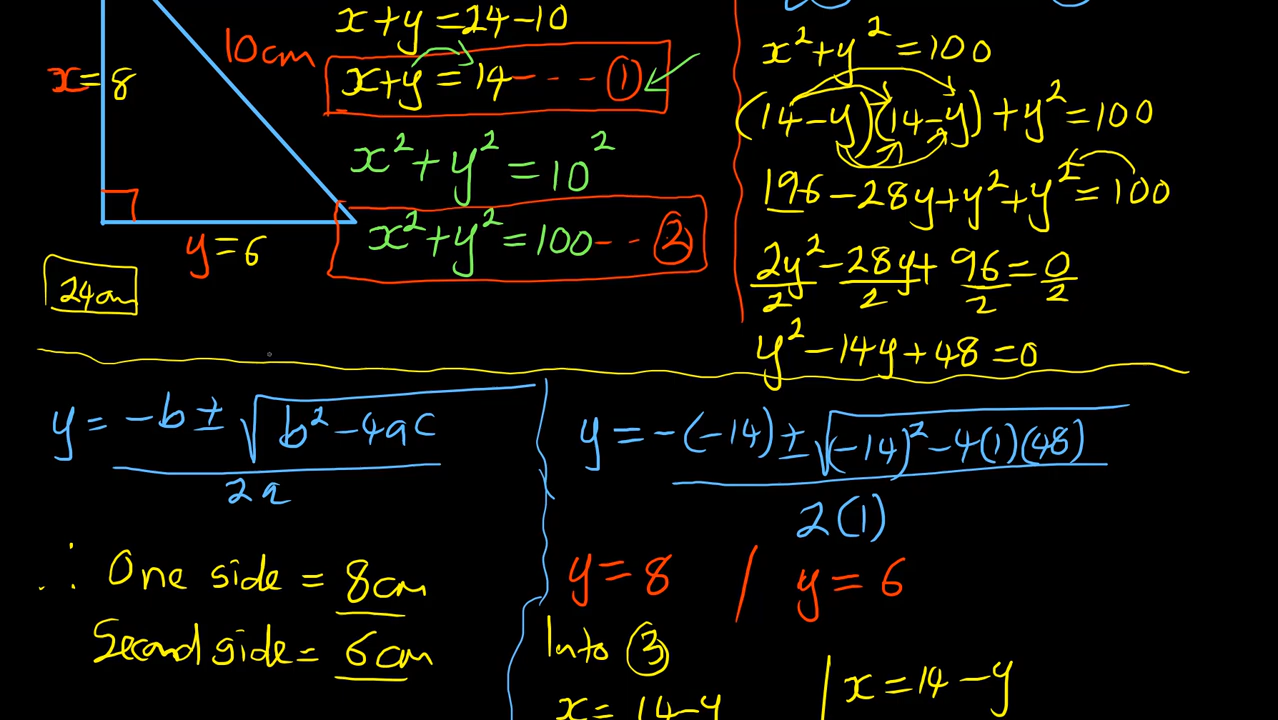 10cm
x=8
y=6
24cm
x+y=24-10
x+y=14---- ①
x²+y²=10²
x²+y²=100-- ②
x²+y²=100
(14-y)(14-y)+y²=100
196-28y+y²+y²=100
2y²/2-28y/2+96/2=0/2
y²-14y+48=0
y=(-b±√(b²-4ac))/2a
∴ One side = 8cm
Second side= 6cm
y=(-(-14)±√((-14)²-4(1)(48)))/2(1)
y=8 / y=6
Into ③
x=14-y
x=14-y